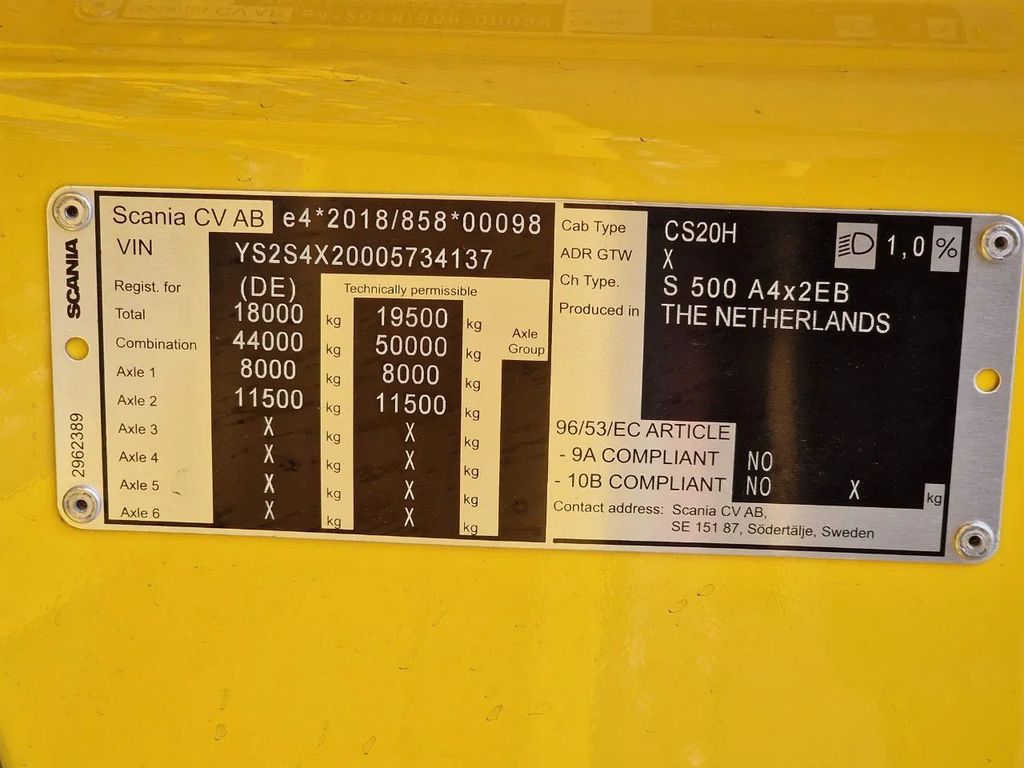 SCANIA
2962389
Scania CV AB e4*2018/858*00098
VIN YS2S4X20005734137
Regist. for (DE) Technically permissible
Total 18000 kg 19500 kg
Combination 44000 kg 50000 kg
Axle Group
Axle 1 8000 kg 8000 kg
Axle 2 11500 kg 11500 kg
Axle 3 X kg X kg
Axle 4 X kg X kg
Axle 5 X kg X kg
Axle 6 X kg X kg
Cab Type CS20H 1,0 %
ADR GTW X
Ch Type. S 500 A4x2EB
Produced in THE NETHERLANDS
96/53/EC ARTICLE
- 9A COMPLIANT NO
- 10B COMPLIANT NO X kg
Contact address: Scania CV AB,
SE 151 87, Södertälje, Sweden